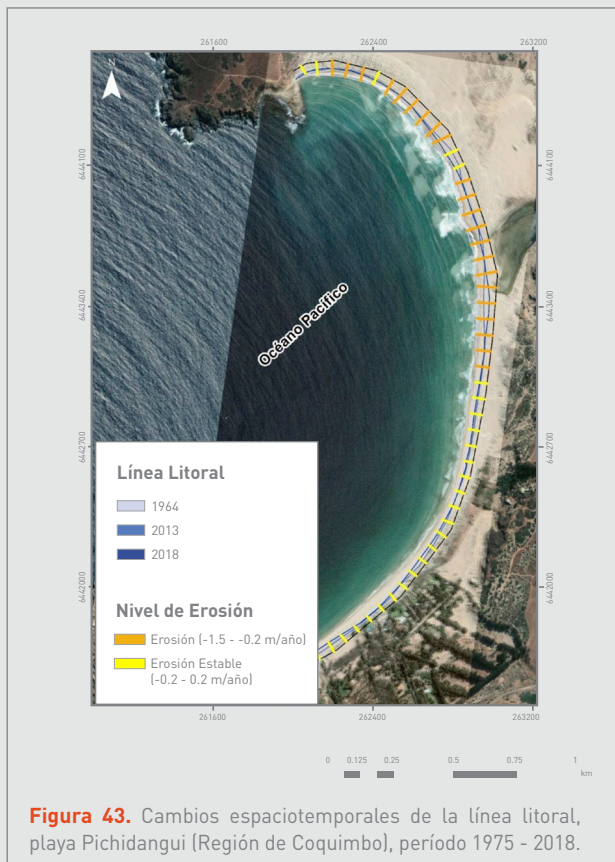 261600 262400 263200
N
6444100 6444100
6443400 6443400
6442700 6442700
6442000 6442000
Océano Pacífico
Línea Litoral
1964
2013
2018
Nivel de Erosión
Erosión (-1.5 - -0.2 m/año)
Erosión Estable
(-0.2 - 0.2 m/año)
261600 262400 263200
0 0.125 0.25 0.5 0.75 1
km
Figura 43. Cambios espaciotemporales de la línea litoral,
playa Pichidangui (Región de Coquimbo), período 1975 - 2018.